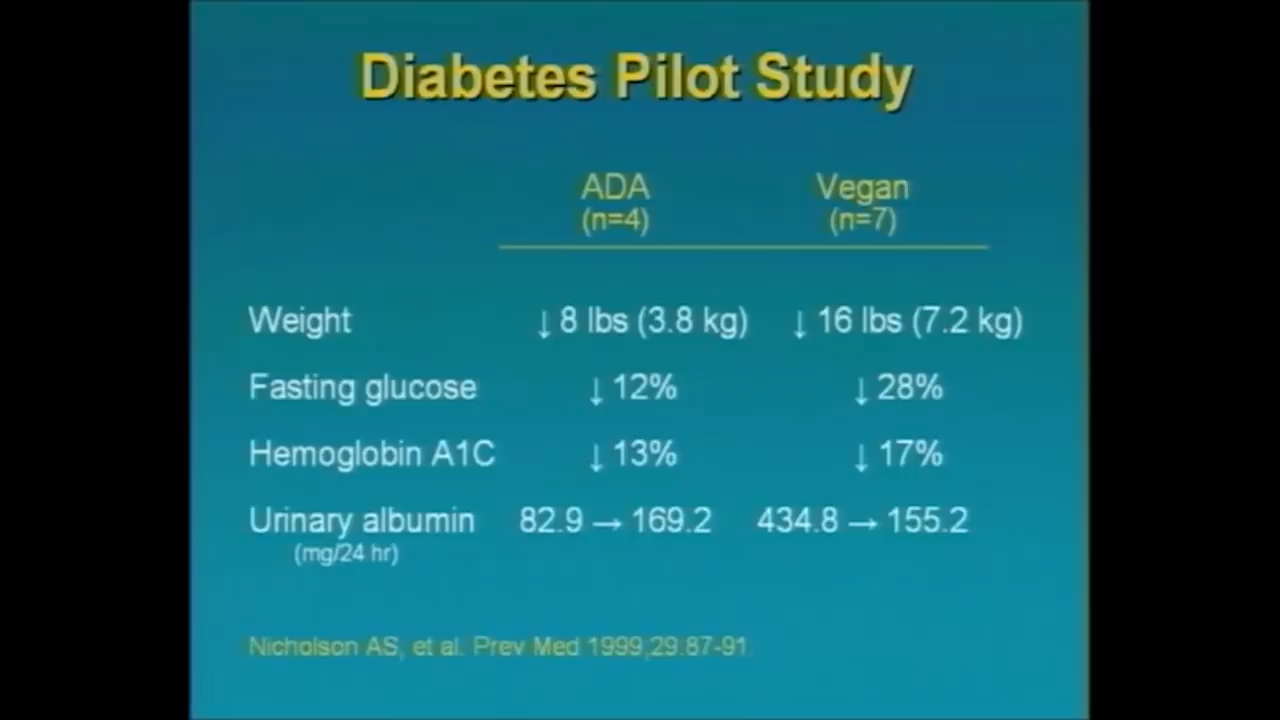 Diabetes Pilot Study
ADA Vegan
(n=4) (n=7)
Weight ↓ 8 lbs (3.8 kg) ↓ 16 lbs (7.2 kg)
Fasting glucose ↓ 12% ↓ 28%
Hemoglobin A1C ↓ 13% ↓ 17%
Urinary albumin 82.9 → 169.2 434.8 → 155.2
(mg/24 hr)
Nicholson AS, et al. Prev Med 1999;29:87-91.